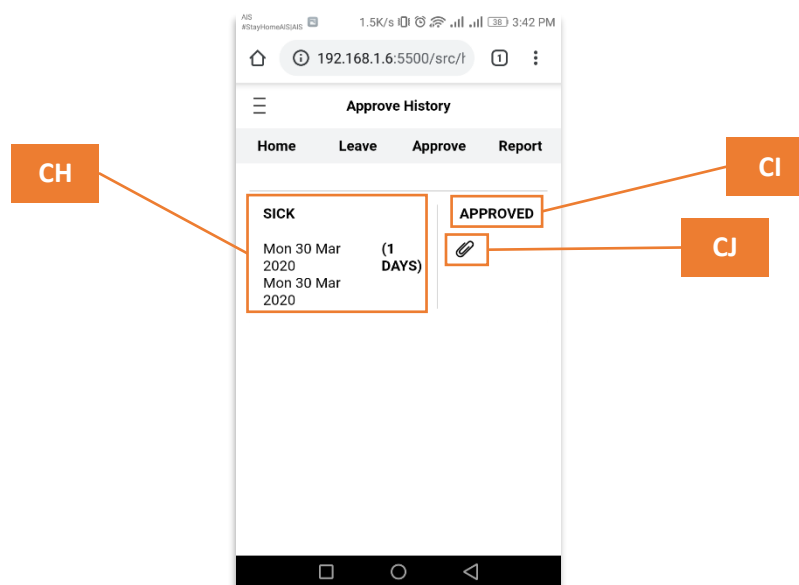 AIS
#StayHomeAIS|AIS
1.5K/s 38 3:42 PM
192.168.1.6:5500/src/h 1
Approve History
Home Leave Approve Report
CH
CI
SICK
APPROVED
CJ
Mon 30 Mar (1
2020 DAYS)
Mon 30 Mar
2020